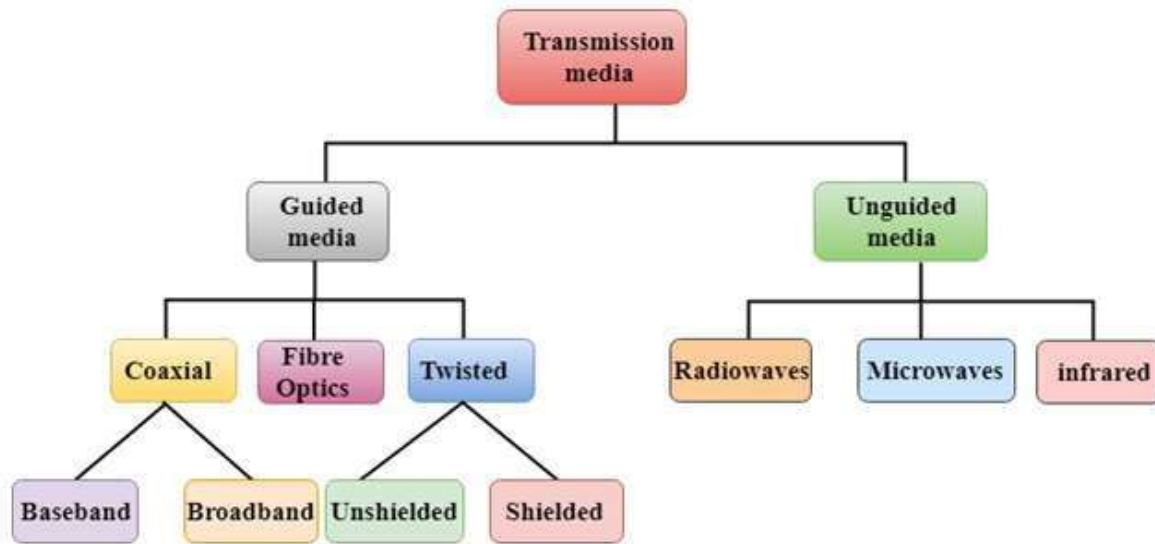 Transmission
media
Guided
media
Unguided
media
Coaxial
Fibre
Optics
Twisted
Radiowaves
Microwaves
infrared
Baseband
Broadband
Unshielded
Shielded